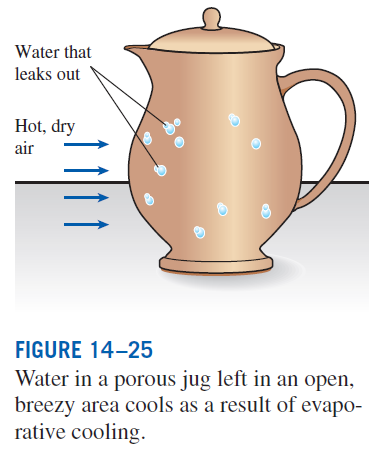 Water that
leaks out
Hot, dry
air
FIGURE 14–25
Water in a porous jug left in an open,
breezy area cools as a result of evapo-
rative cooling.